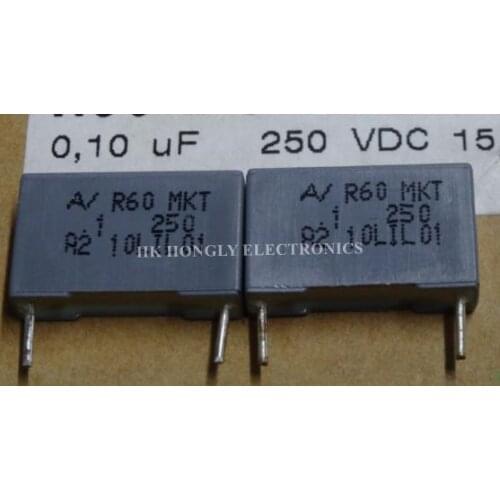 0,10 uF 250 VDC 15,
R60 MKT
.1 250
A2 10LIL01
R60 MKT
.1 250
A2 10LIL01
HK HONGLY ELECTRONICS